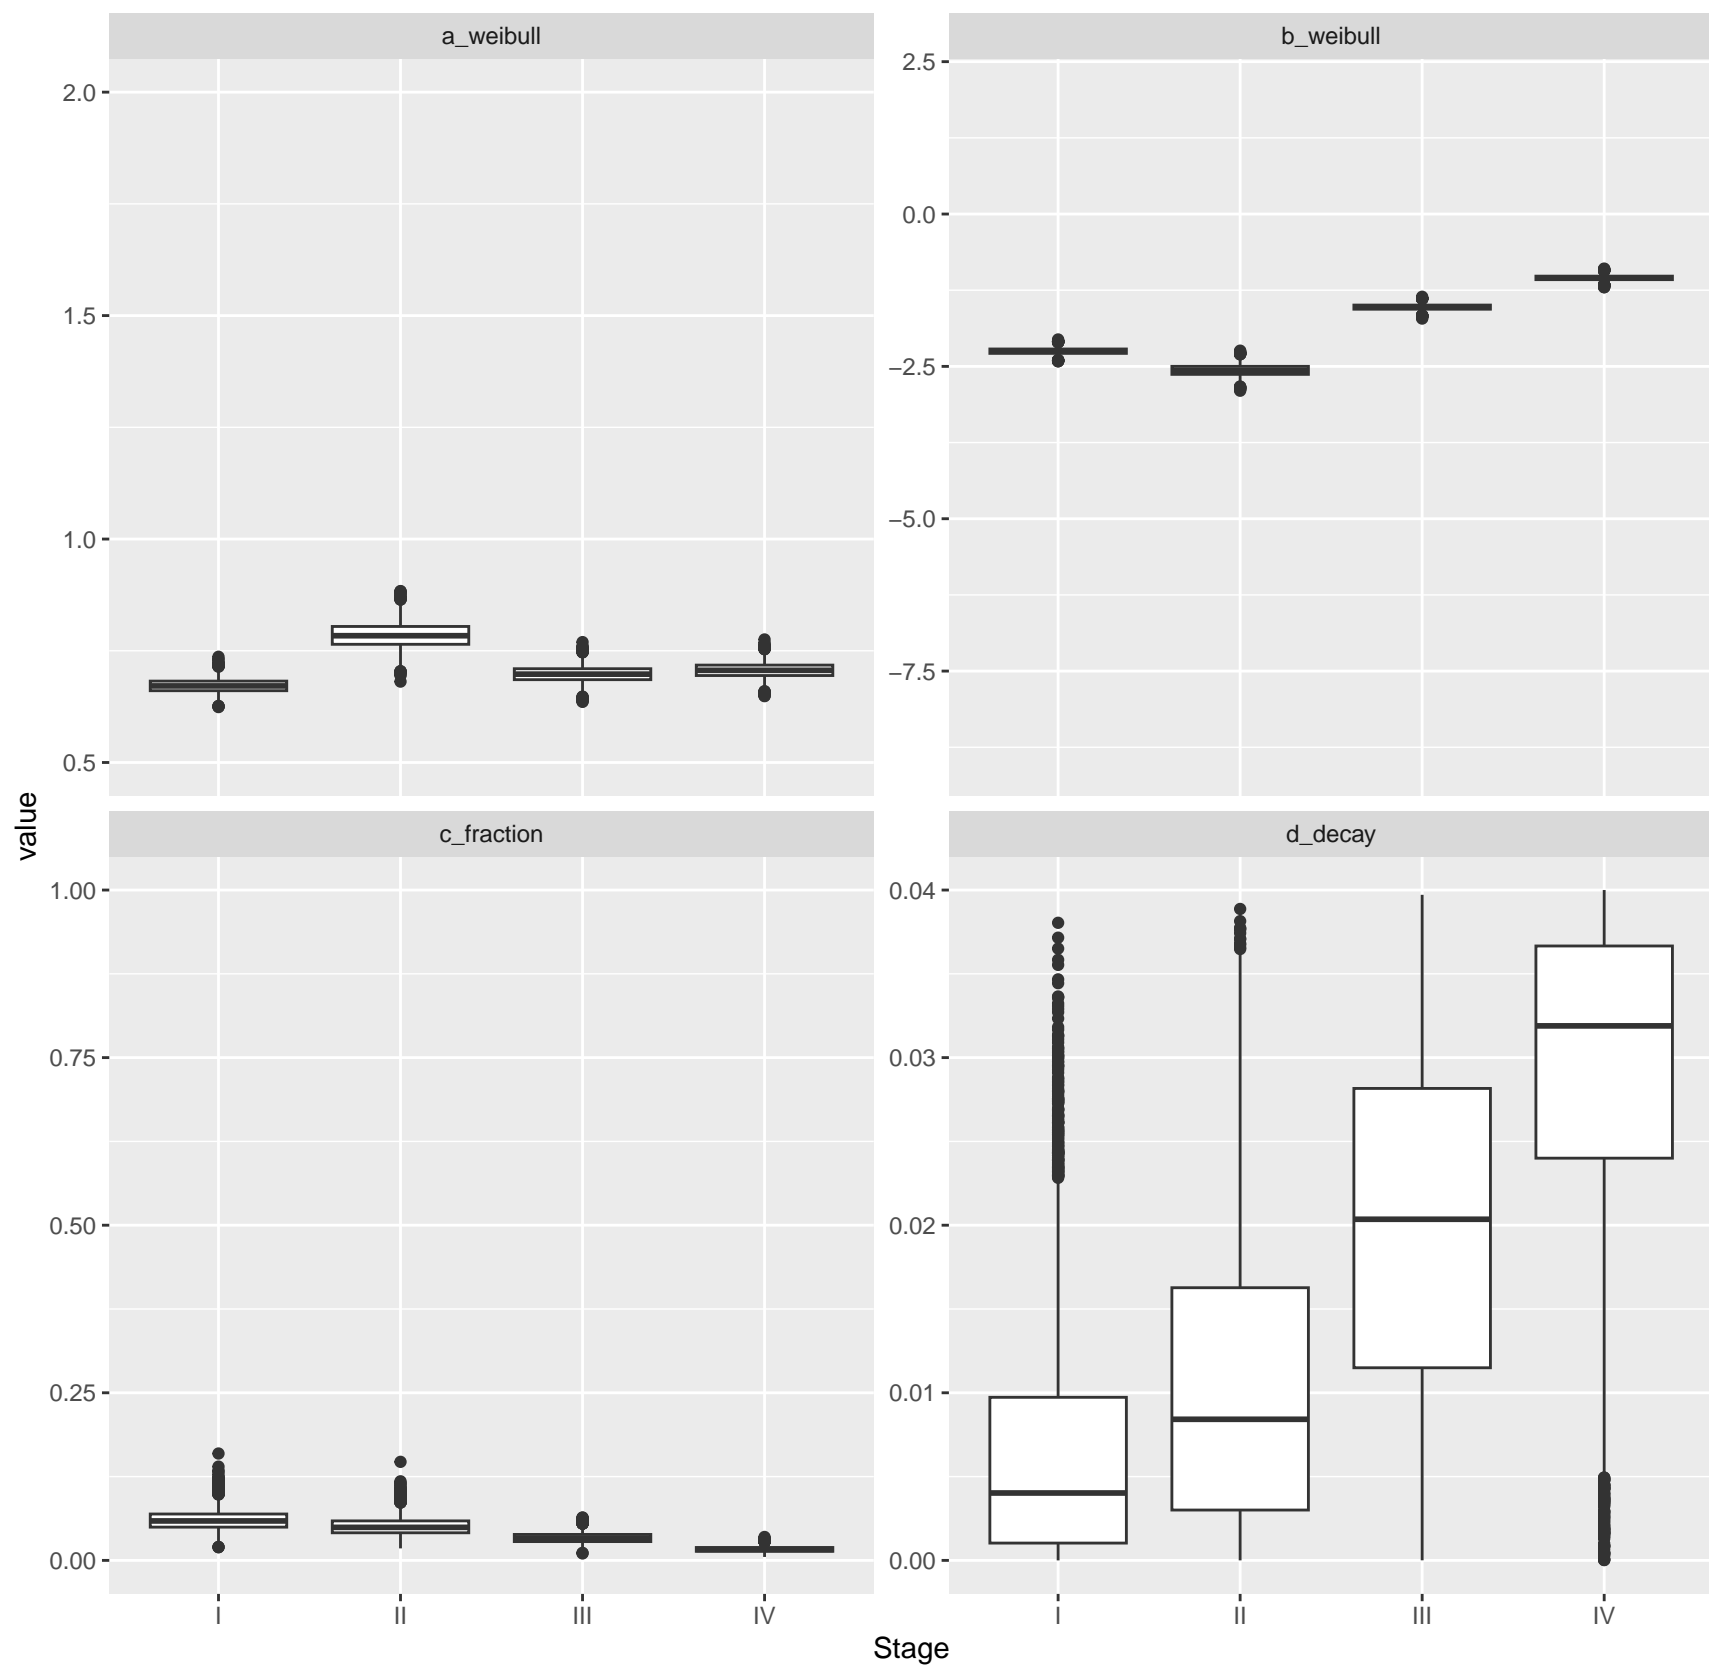 a_weibull
b_weibull
2.0
1.5
1.0
0.5
2.5
0.0
−2.5
−5.0
−7.5
value
c_fraction
d_decay
1.00
0.75
0.50
0.25
0.00
0.04
0.03
0.02
0.01
0.00
I II III IV
I II III IV
Stage